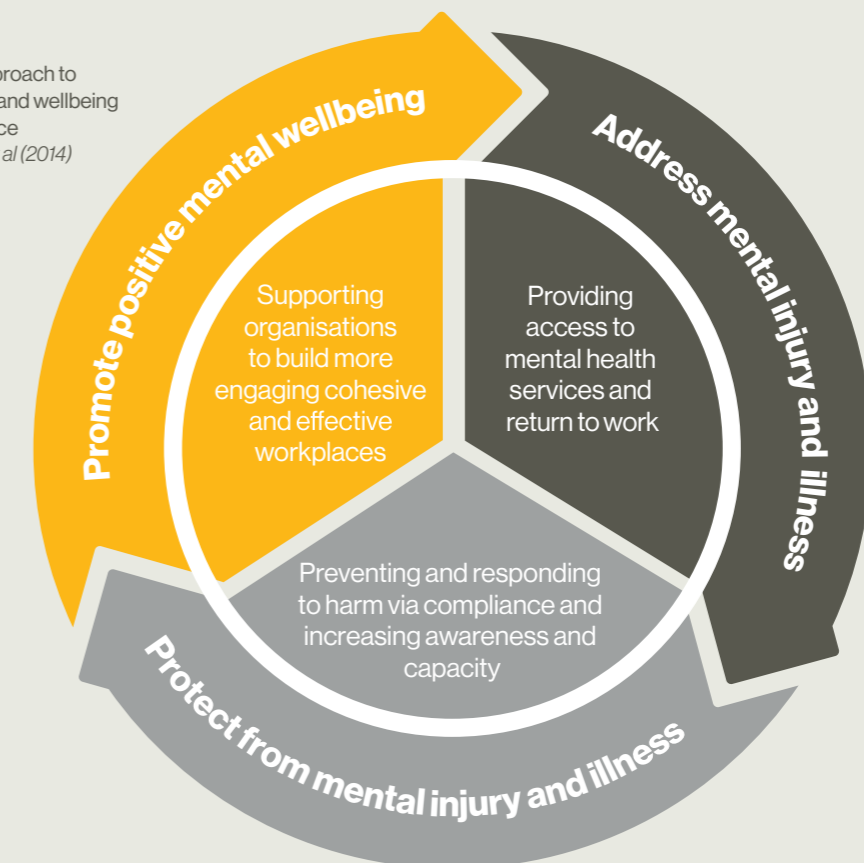 to
and wellbeing
al (2014)
Promote positive mental wellbeing
Address mental injury and illness
Supporting
organisations
to build more
engaging cohesive
and effective
workplaces
Providing
access to
mental health
services and
return to work
Preventing and responding
to harm via compliance and
increasing awareness and
capacity
Protect from mental injury and illness